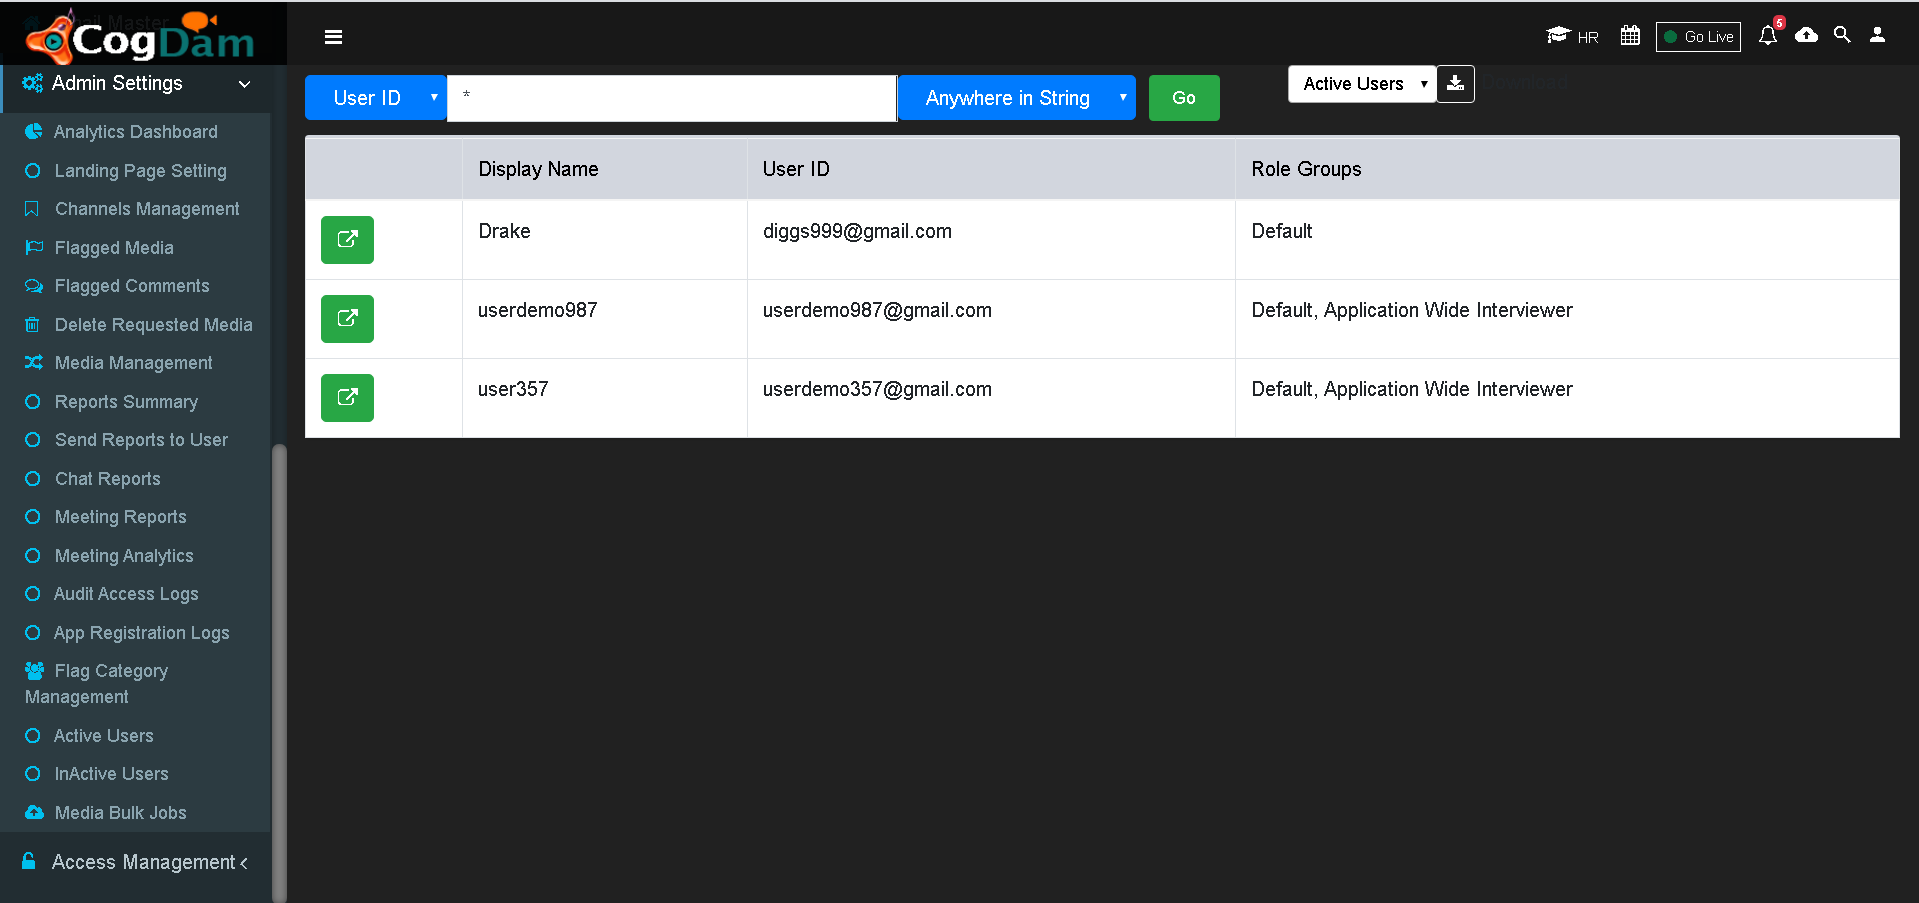 Mail Master
CogDam
HR
Go Live
5
Admin Settings
User ID
*
Anywhere in String
Go
Active Users
Download
Analytics Dashboard
Landing Page Setting
Channels Management
Flagged Media
Flagged Comments
Delete Requested Media
Media Management
Reports Summary
Send Reports to User
Chat Reports
Meeting Reports
Meeting Analytics
Audit Access Logs
App Registration Logs
Flag Category
Management
Active Users
InActive Users
Media Bulk Jobs
Access Management
Display Name User ID Role Groups
Drake diggs999@gmail.com Default
userdemo987 userdemo987@gmail.com Default, Application Wide Interviewer
user357 userdemo357@gmail.com Default, Application Wide Interviewer